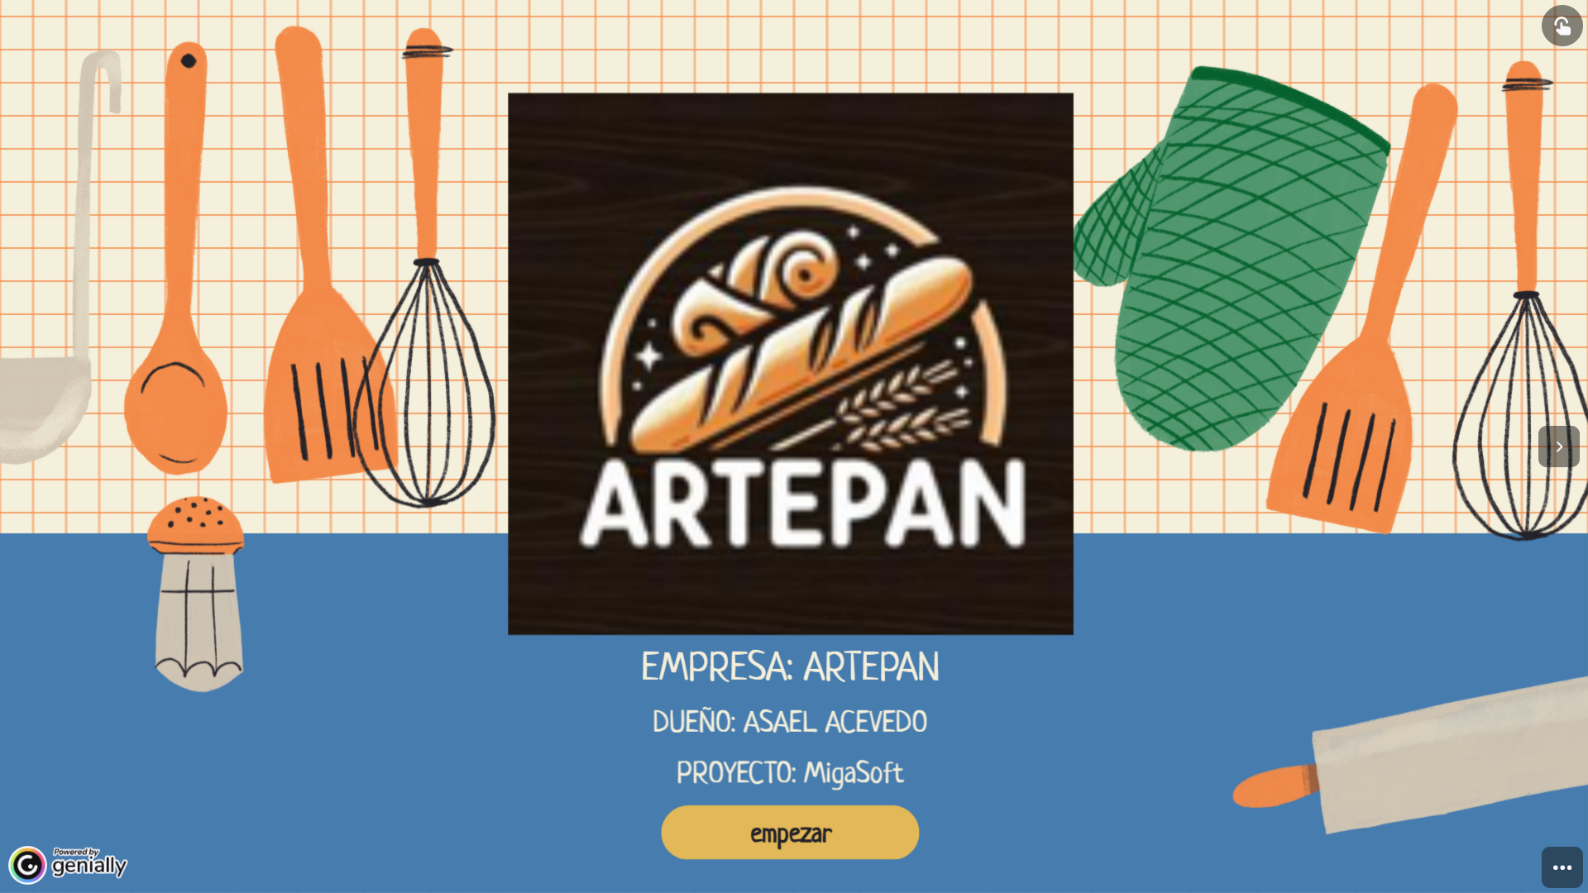 ARTEPAN
EMPRESA: ARTEPAN
DUEÑO: ASAEL ACEVEDO
PROYECTO: MigaSoft
empezar
Powered by
genially